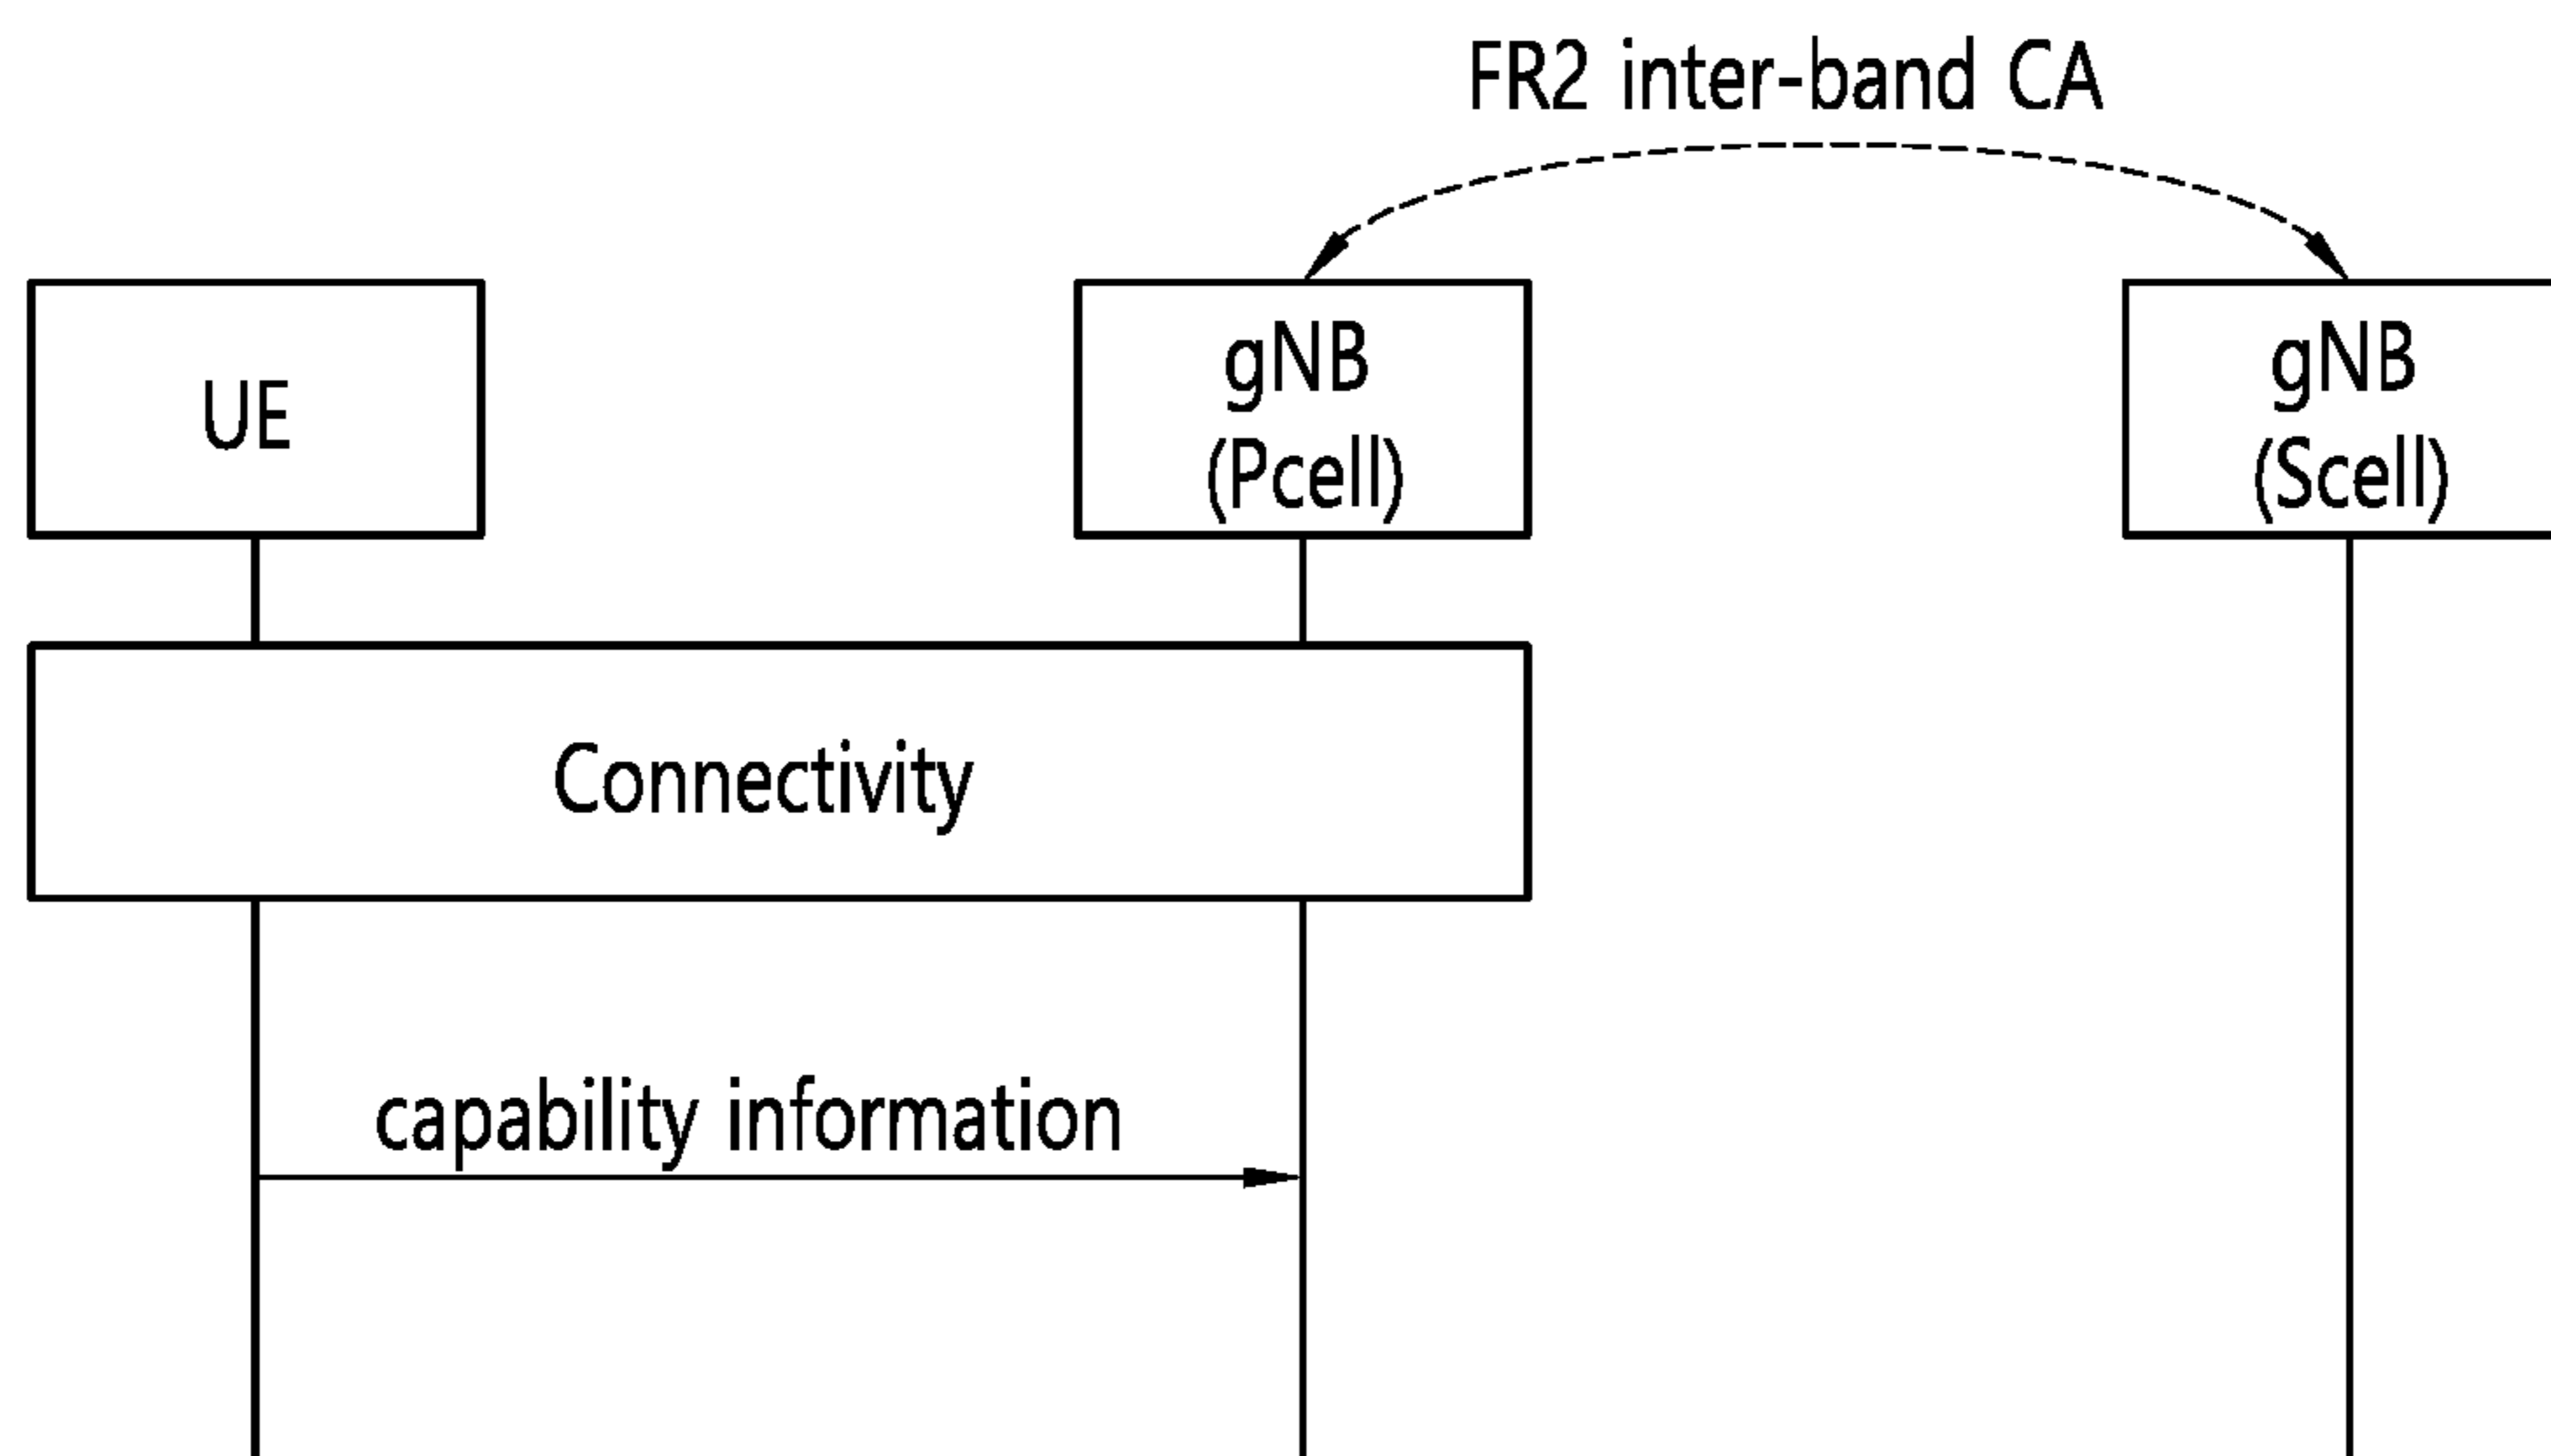 FR2 inter-band CA
UE
gNB
(Pcell)
gNB
(Scell)
Connectivity
capability information